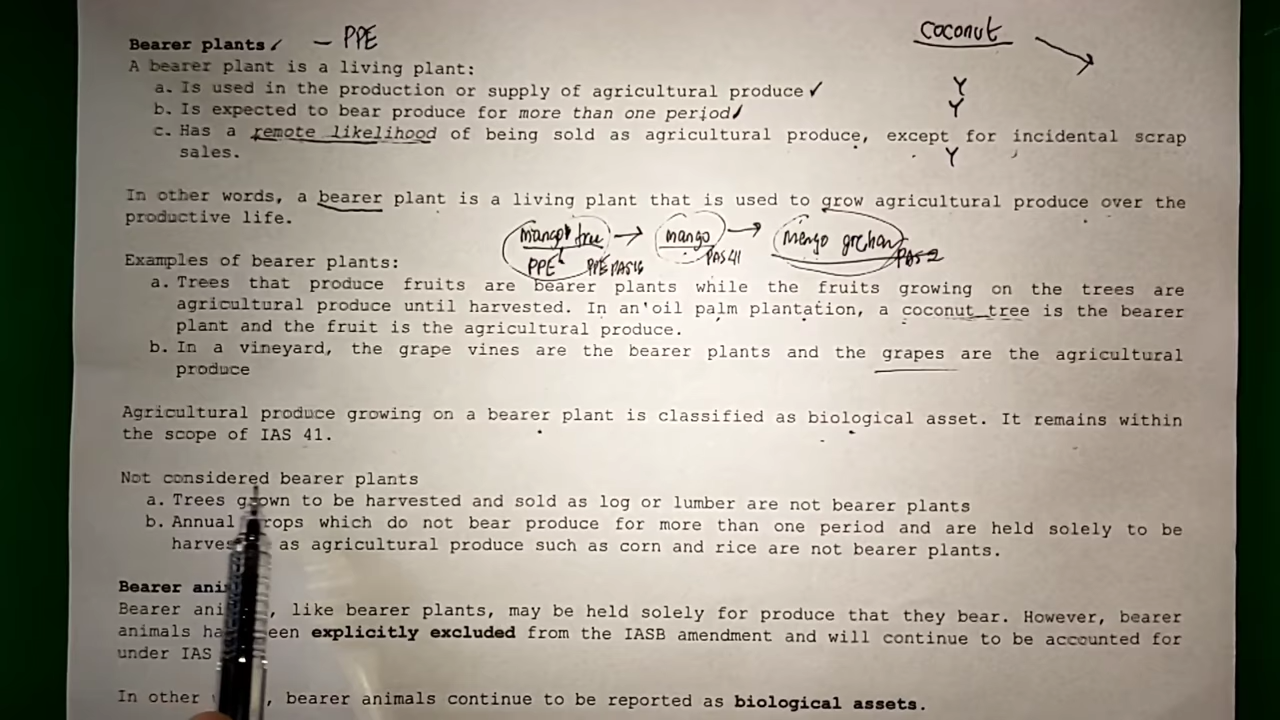 Bearer plants ✓ – PPE
coconut
A bearer plant is a living plant:
a. Is used in the production or supply of agricultural produce ✓ Y
b. Is expected to bear produce for more than one period ✓ Y
c. Has a remote likelihood of being sold as agricultural produce, except for incidental scrap
sales. Y
In other words, a bearer plant is a living plant that is used to grow agricultural produce over the
productive life.
mango tree → mango → mango
PPE PPE PAS16 PAS 41 PAS 2
Examples of bearer plants:
a. Trees that produce fruits are bearer plants while the fruits growing on the trees are
agricultural produce until harvested. In an oil palm plantation, a coconut tree is the bearer
plant and the fruit is the agricultural produce.
b. In a vineyard, the grape vines are the bearer plants and the grapes are the agricultural
produce
Agricultural produce growing on a bearer plant is classified as biological asset. It remains within
the scope of IAS 41.
Not considered bearer plants
a. Trees grown to be harvested and sold as log or lumber are not bearer plants
b. Annual crops which do not bear produce for more than one period and are held solely to be
as agricultural produce such as corn and rice are not bearer plants.
Bearer
Bearer like bearer plants, may be held solely for produce that they bear. However, bearer
animals been explicitly excluded from the IASB amendment and will continue to be accounted for
under IAS
In other , bearer animals continue to be reported as biological assets.